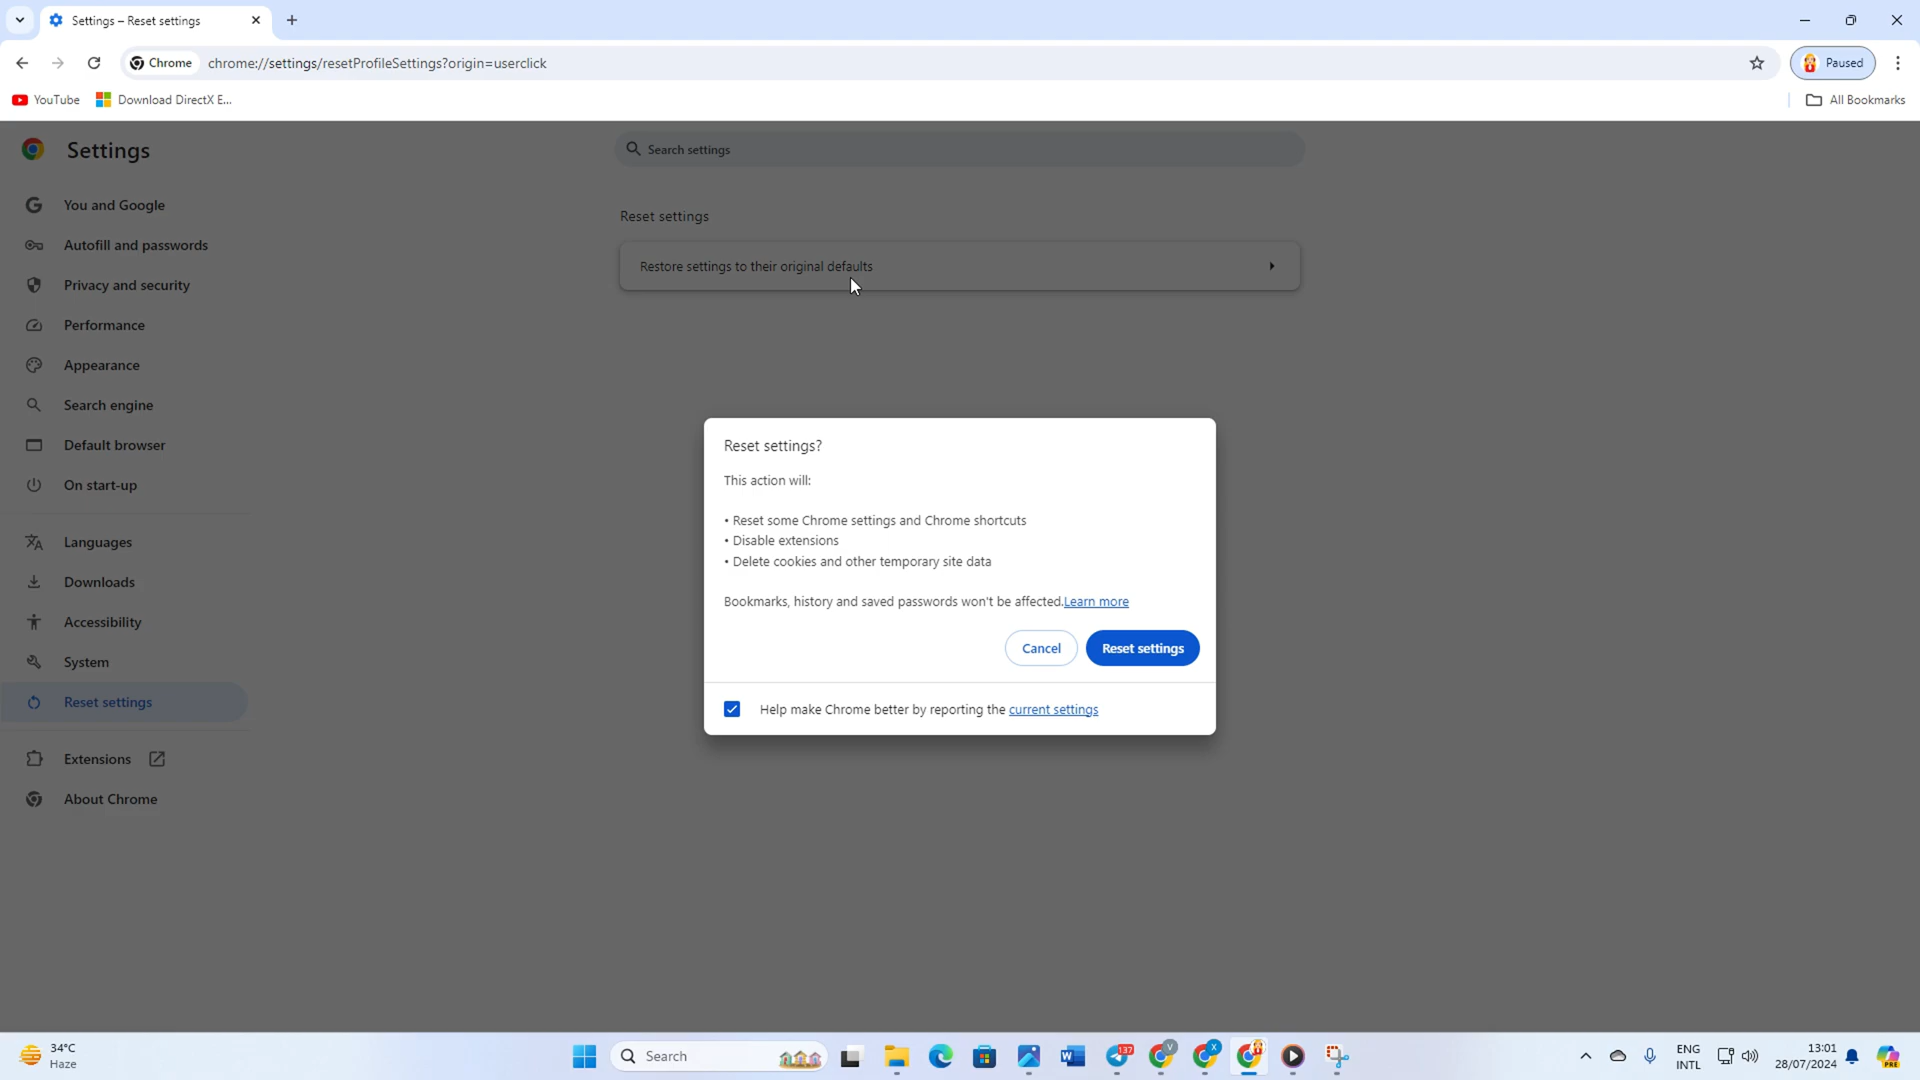 Settings – Reset settings
Chrome
chrome://settings/resetProfileSettings?origin=userclick
Paused
YouTube
Download DirectX E...
All Bookmarks
Settings
Search settings
You and Google
Autofill and passwords
Privacy and security
Performance
Appearance
Search engine
Default browser
On start-up
Languages
Downloads
Accessibility
System
Reset settings
Extensions
About Chrome
Reset settings
Restore settings to their original defaults
Reset settings?
This action will:
• Reset some Chrome settings and Chrome shortcuts
• Disable extensions
• Delete cookies and other temporary site data
Bookmarks, history and saved passwords won't be affected.Learn more
Cancel
Reset settings
Help make Chrome better by reporting the current settings
34°C
Haze
Search
137
V
X
ENG
INTL
13:01
28/07/2024
PRE